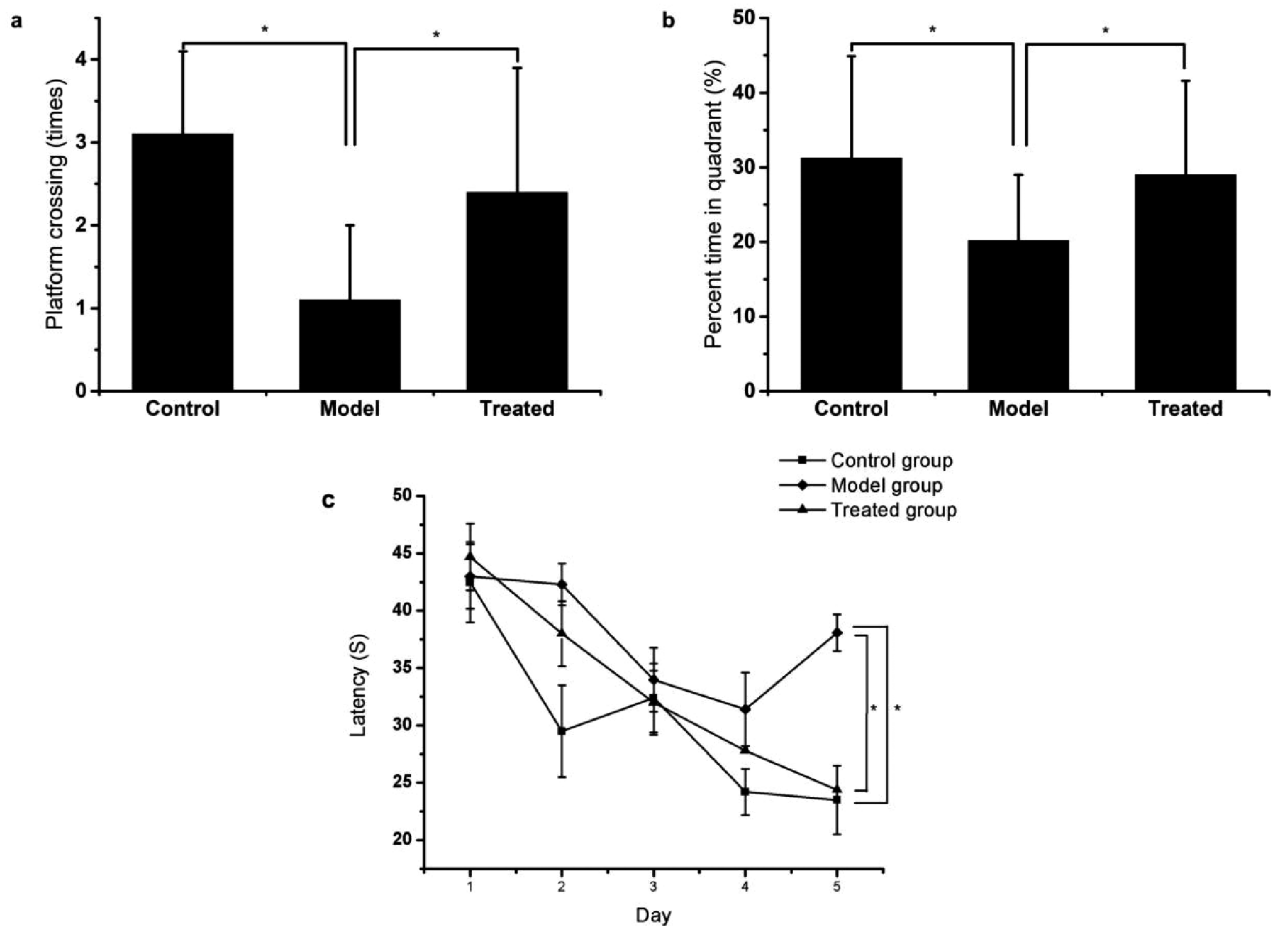 a
Platform crossing (times)
4
3
2
1
0
*
*
Control
Model
Treated
b
Percent time in quadrant (%)
50
40
30
20
10
0
*
*
Control
Model
Treated
Control group
Model group
Treated group
c
Latency (S)
50
45
40
35
30
25
20
* *
1 2 3 4 5
Day